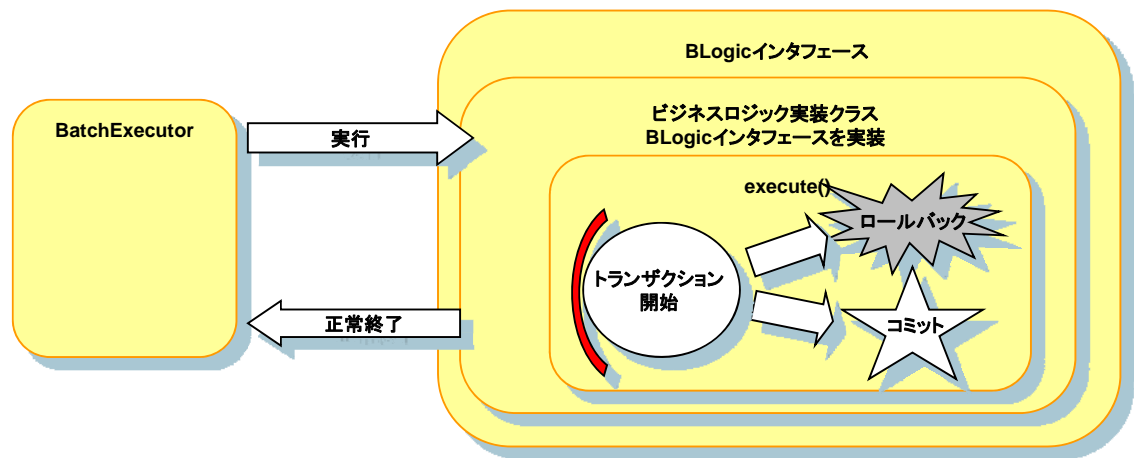 BLogicインタフェース
BatchExecutor
実行
ビジネスロジック実装クラス
BLogicインタフェースを実装
execute()
ロールバック
トランザクション
開始
コミット
正常終了